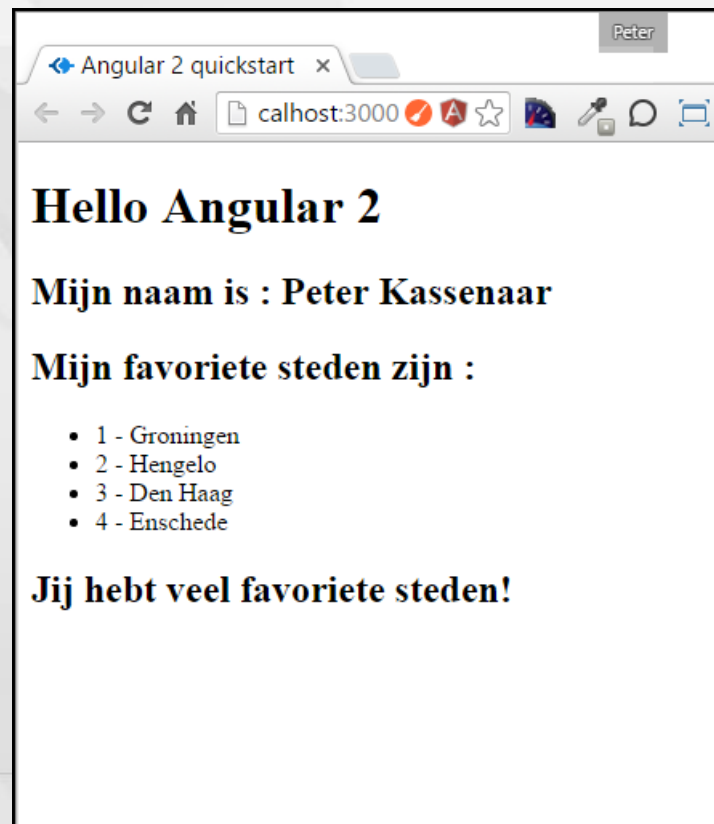 Peter
Angular 2 quickstart
calhost:3000
Hello Angular 2
Mijn naam is : Peter Kassenaar
Mijn favoriete steden zijn :
1 - Groningen
2 - Hengelo
3 - Den Haag
4 - Enschede
Jij hebt veel favoriete steden!